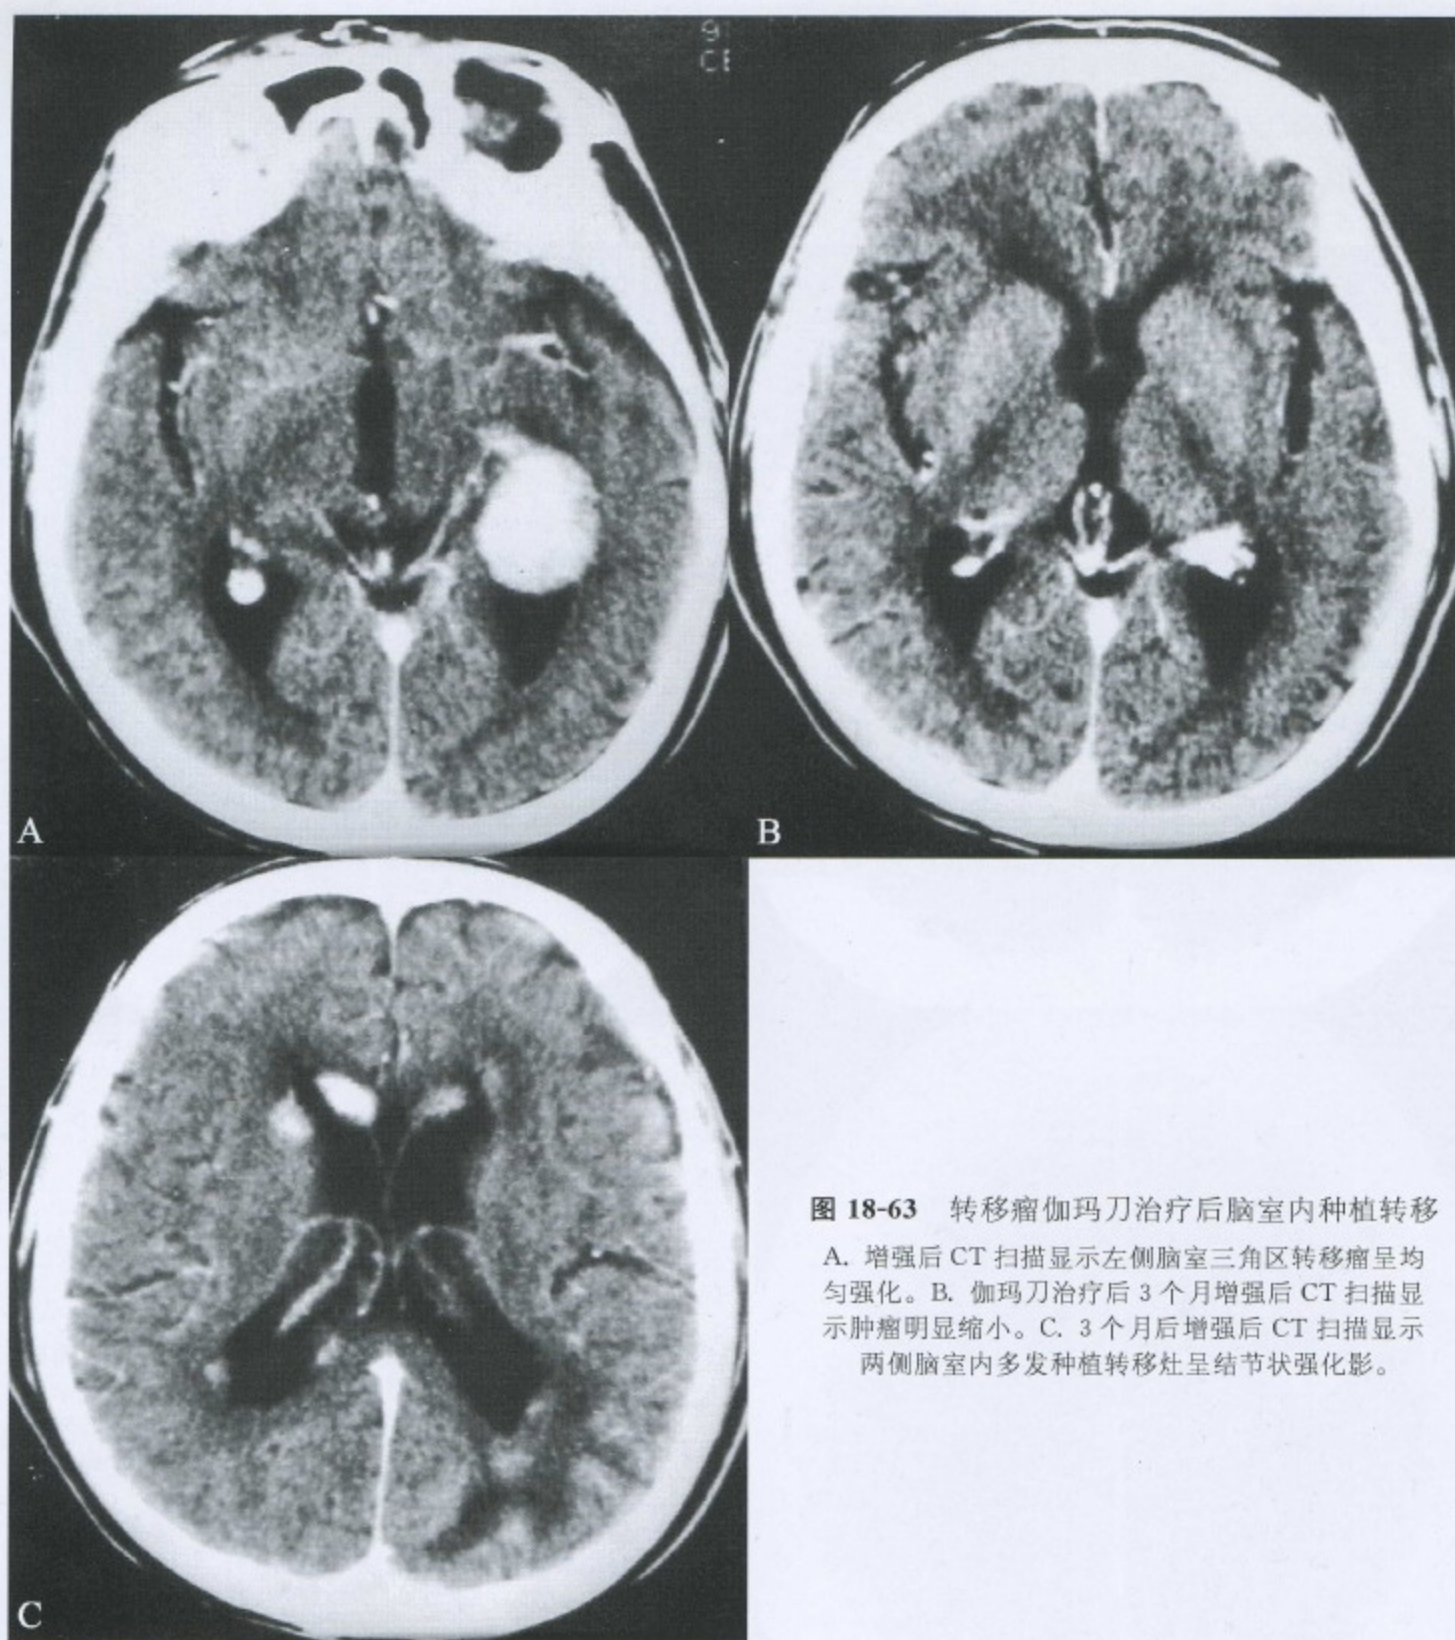 9
A
B
C
图 18-63 转移瘤伽玛刀治疗后脑室内种植转移
A. 增强后 CT 扫描显示左侧脑室三角区转移瘤呈均
匀强化。B. 伽玛刀治疗后 3 个月增强后 CT 扫描显
示肿瘤明显缩小。C. 3 个月后增强后 CT 扫描显示
两侧脑室内多发种植转移灶呈结节状强化影。